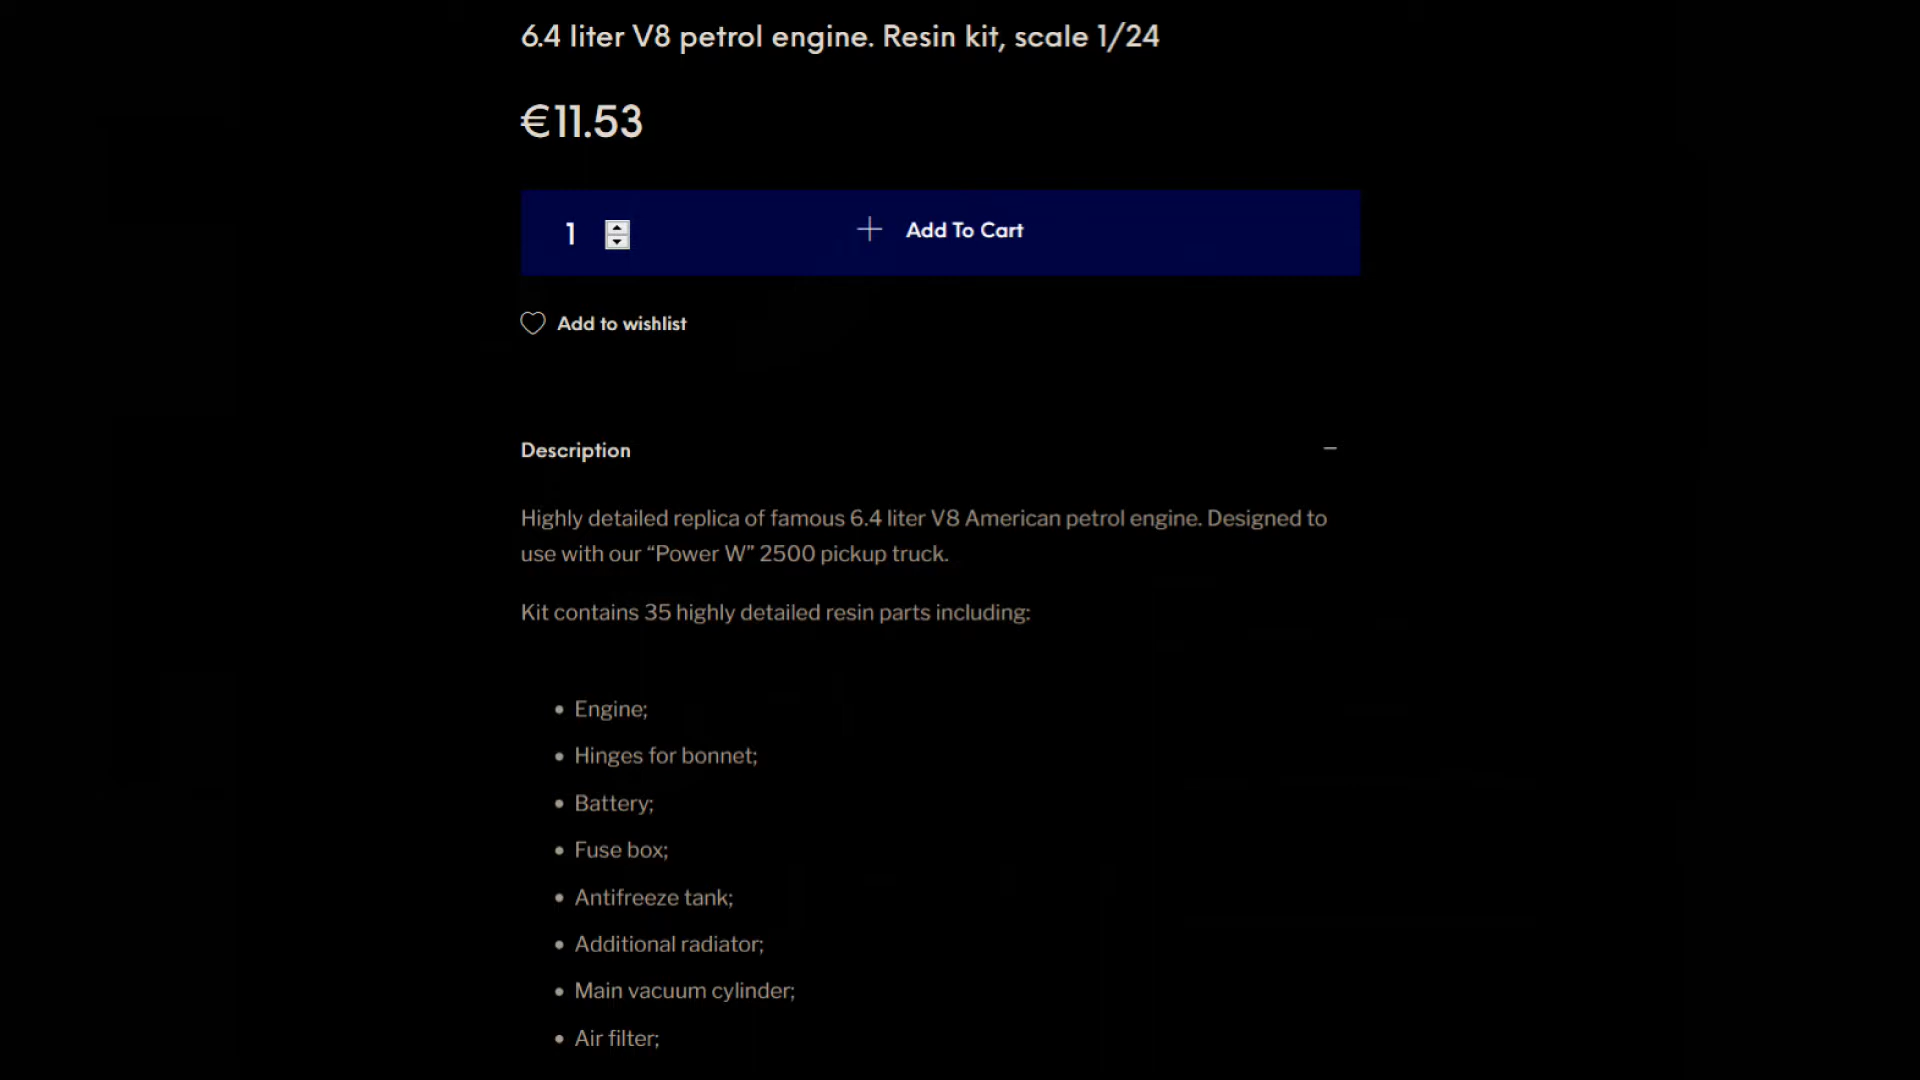 6.4 liter V8 petrol engine. Resin kit, scale 1/24
€11.53
1
Add To Cart
Add to wishlist
Description
Highly detailed replica of famous 6.4 liter V8 American petrol engine. Designed to
use with our “Power W” 2500 pickup truck.
Kit contains 35 highly detailed resin parts including:
• Engine;
• Hinges for bonnet;
• Battery;
• Fuse box;
• Antifreeze tank;
• Additional radiator;
• Main vacuum cylinder;
• Air filter;